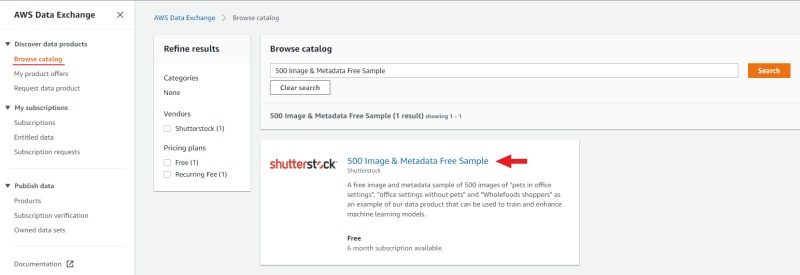 AWS Data Exchange
Discover data products
Browse catalog
My product offers
Request data product
My subscriptions
Subscriptions
Entitled data
Subscription requests
Publish data
Products
Subscription verification
Owned data sets
Documentation
AWS Data Exchange > Browse catalog
Refine results
Categories
None
Vendors
Shutterstock (1)
Pricing plans
Free (1)
Recurring Fee (1)
Browse catalog
500 Image & Metadata Free Sample
Search
Clear search
500 Image & Metadata Free Sample (1 result) showing 1 - 1
shutterstock
500 Image & Metadata Free Sample
Shutterstock
A free image and metadata sample of 500 images of "pets in office
settings", "office settings without pets" and "Wholefoods shoppers" as
an example of our data product that can be used to train and enhance
machine learning models.
Free
6 month subscription available.